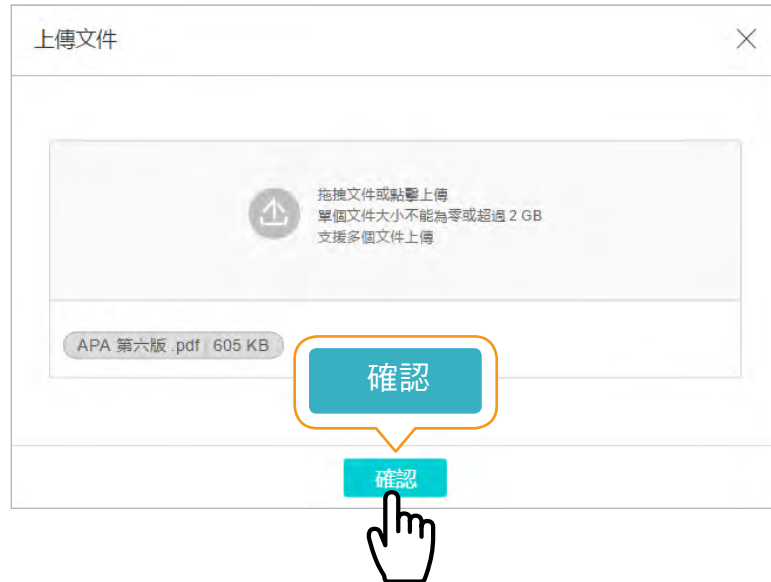 上傳文件
拖拽文件或點擊上傳
單個文件大小不能為零或超過 2 GB
支援多個文件上傳
APA 第六版 .pdf 605 KB
確認
確認